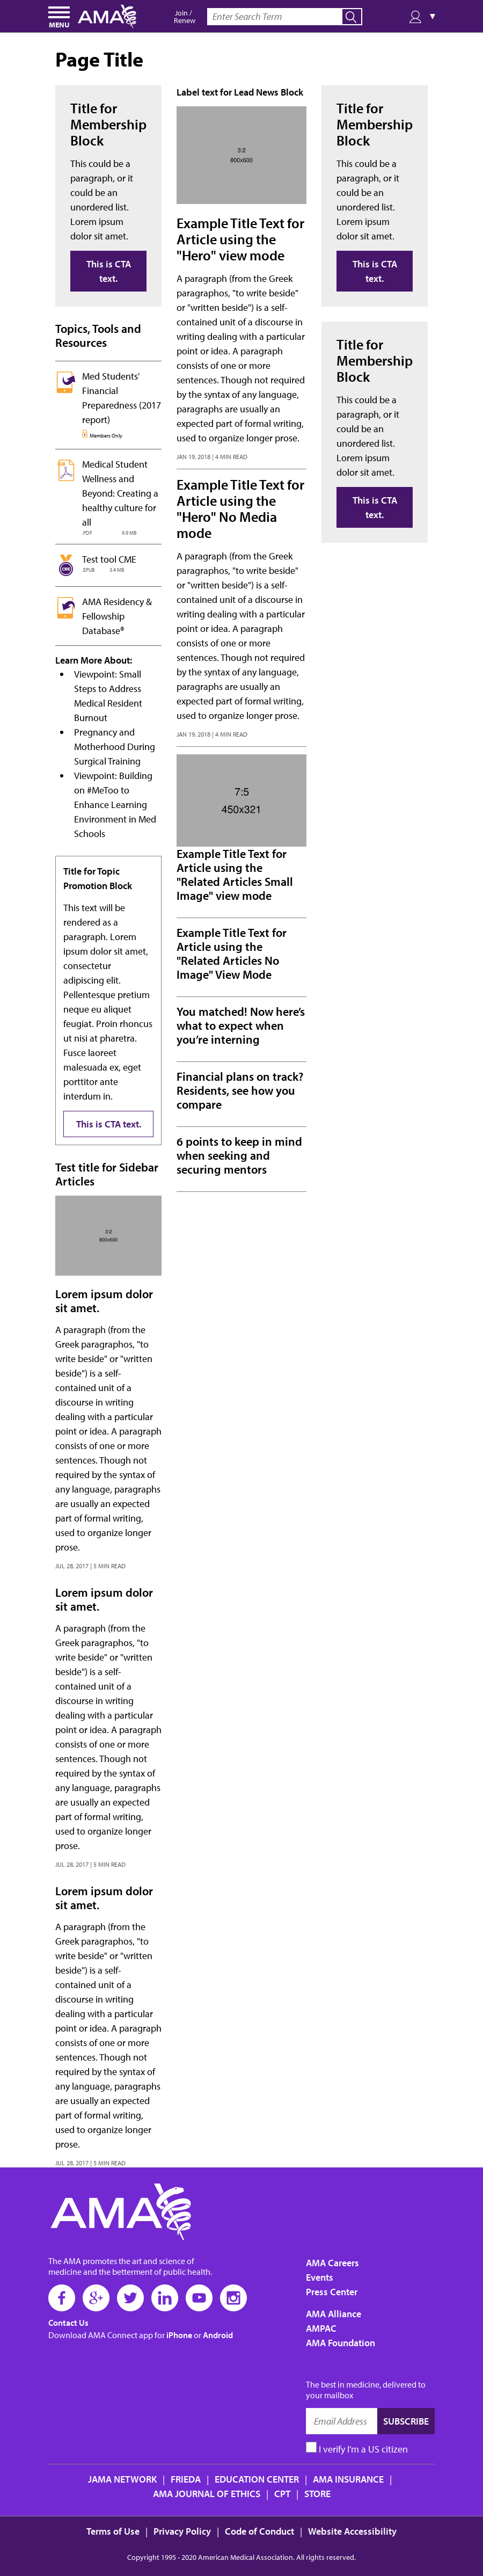 MENU
AMA
Join /
Renew
Enter Search Term
▼
Page Title
Title for
Membership
Block
This could be a
paragraph, or it
could be an
unordered list.
Lorem ipsum
dolor sit amet.
This is CTA
text.
Topics, Tools and
Resources
Med Students'
Financial
Preparedness (2017
report)
Members Only
Medical Student
Wellness and
Beyond: Creating a
healthy culture for
all
PDF 9.9 MB
CME
Test tool CME
EPUB 3.4 MB
AMA Residency &
Fellowship
Database®
Learn More About:
• Viewpoint: Small
Steps to Address
Medical Resident
Burnout
• Pregnancy and
Motherhood During
Surgical Training
• Viewpoint: Building
on #MeToo to
Enhance Learning
Environment in Med
Schools
Title for Topic
Promotion Block
This text will be
rendered as a
paragraph. Lorem
ipsum dolor sit amet,
consectetur
adipiscing elit.
Pellentesque pretium
neque eu aliquet
feugiat. Proin rhoncus
ut nisi at pharetra.
Fusce laoreet
malesuada ex, eget
porttitor ante
interdum in.
This is CTA text.
Test title for Sidebar
Articles
3:2
800x600
Lorem ipsum dolor
sit amet.
A paragraph (from the
Greek paragraphos, "to
write beside" or "written
beside") is a self-
contained unit of a
discourse in writing
dealing with a particular
point or idea. A paragraph
consists of one or more
sentences. Though not
required by the syntax of
any language, paragraphs
are usually an expected
part of formal writing,
used to organize longer
prose.
JUL 28, 2017 | 5 MIN READ
Lorem ipsum dolor
sit amet.
A paragraph (from the
Greek paragraphos, "to
write beside" or "written
beside") is a self-
contained unit of a
discourse in writing
dealing with a particular
point or idea. A paragraph
consists of one or more
sentences. Though not
required by the syntax of
any language, paragraphs
are usually an expected
part of formal writing,
used to organize longer
prose.
JUL 28, 2017 | 5 MIN READ
Lorem ipsum dolor
sit amet.
A paragraph (from the
Greek paragraphos, "to
write beside" or "written
beside") is a self-
contained unit of a
discourse in writing
dealing with a particular
point or idea. A paragraph
consists of one or more
sentences. Though not
required by the syntax of
any language, paragraphs
are usually an expected
part of formal writing,
used to organize longer
prose.
JUL 28, 2017 | 5 MIN READ
Label text for Lead News Block
3:2
800x600
Example Title Text for
Article using the
"Hero" view mode
A paragraph (from the Greek
paragraphos, "to write beside"
or "written beside") is a self-
contained unit of a discourse in
writing dealing with a particular
point or idea. A paragraph
consists of one or more
sentences. Though not required
by the syntax of any language,
paragraphs are usually an
expected part of formal writing,
used to organize longer prose.
JAN 19, 2018 | 4 MIN READ
Example Title Text for
Article using the
"Hero" No Media
mode
A paragraph (from the Greek
paragraphos, "to write beside"
or "written beside") is a self-
contained unit of a discourse in
writing dealing with a particular
point or idea. A paragraph
consists of one or more
sentences. Though not required
by the syntax of any language,
paragraphs are usually an
expected part of formal writing,
used to organize longer prose.
JAN 19, 2018 | 4 MIN READ
7:5
450x321
Example Title Text for
Article using the
"Related Articles Small
Image" view mode
Example Title Text for
Article using the
"Related Articles No
Image" View Mode
You matched! Now here’s
what to expect when
you’re interning
Financial plans on track?
Residents, see how you
compare
6 points to keep in mind
when seeking and
securing mentors
Title for
Membership
Block
This could be a
paragraph, or it
could be an
unordered list.
Lorem ipsum
dolor sit amet.
This is CTA
text.
Title for
Membership
Block
This could be a
paragraph, or it
could be an
unordered list.
Lorem ipsum
dolor sit amet.
This is CTA
text.
AMA
The AMA promotes the art and science of
medicine and the betterment of public health.
Contact Us
Download AMA Connect app for iPhone or Android
AMA Careers
Events
Press Center
AMA Alliance
AMPAC
AMA Foundation
The best in medicine, delivered to
your mailbox
Email Address
SUBSCRIBE
I verify I'm a US citizen
JAMA NETWORK | FRIEDA | EDUCATION CENTER | AMA INSURANCE |
AMA JOURNAL OF ETHICS | CPT | STORE
Terms of Use | Privacy Policy | Code of Conduct | Website Accessibility
Copyright 1995 - 2020 American Medical Association. All rights reserved.